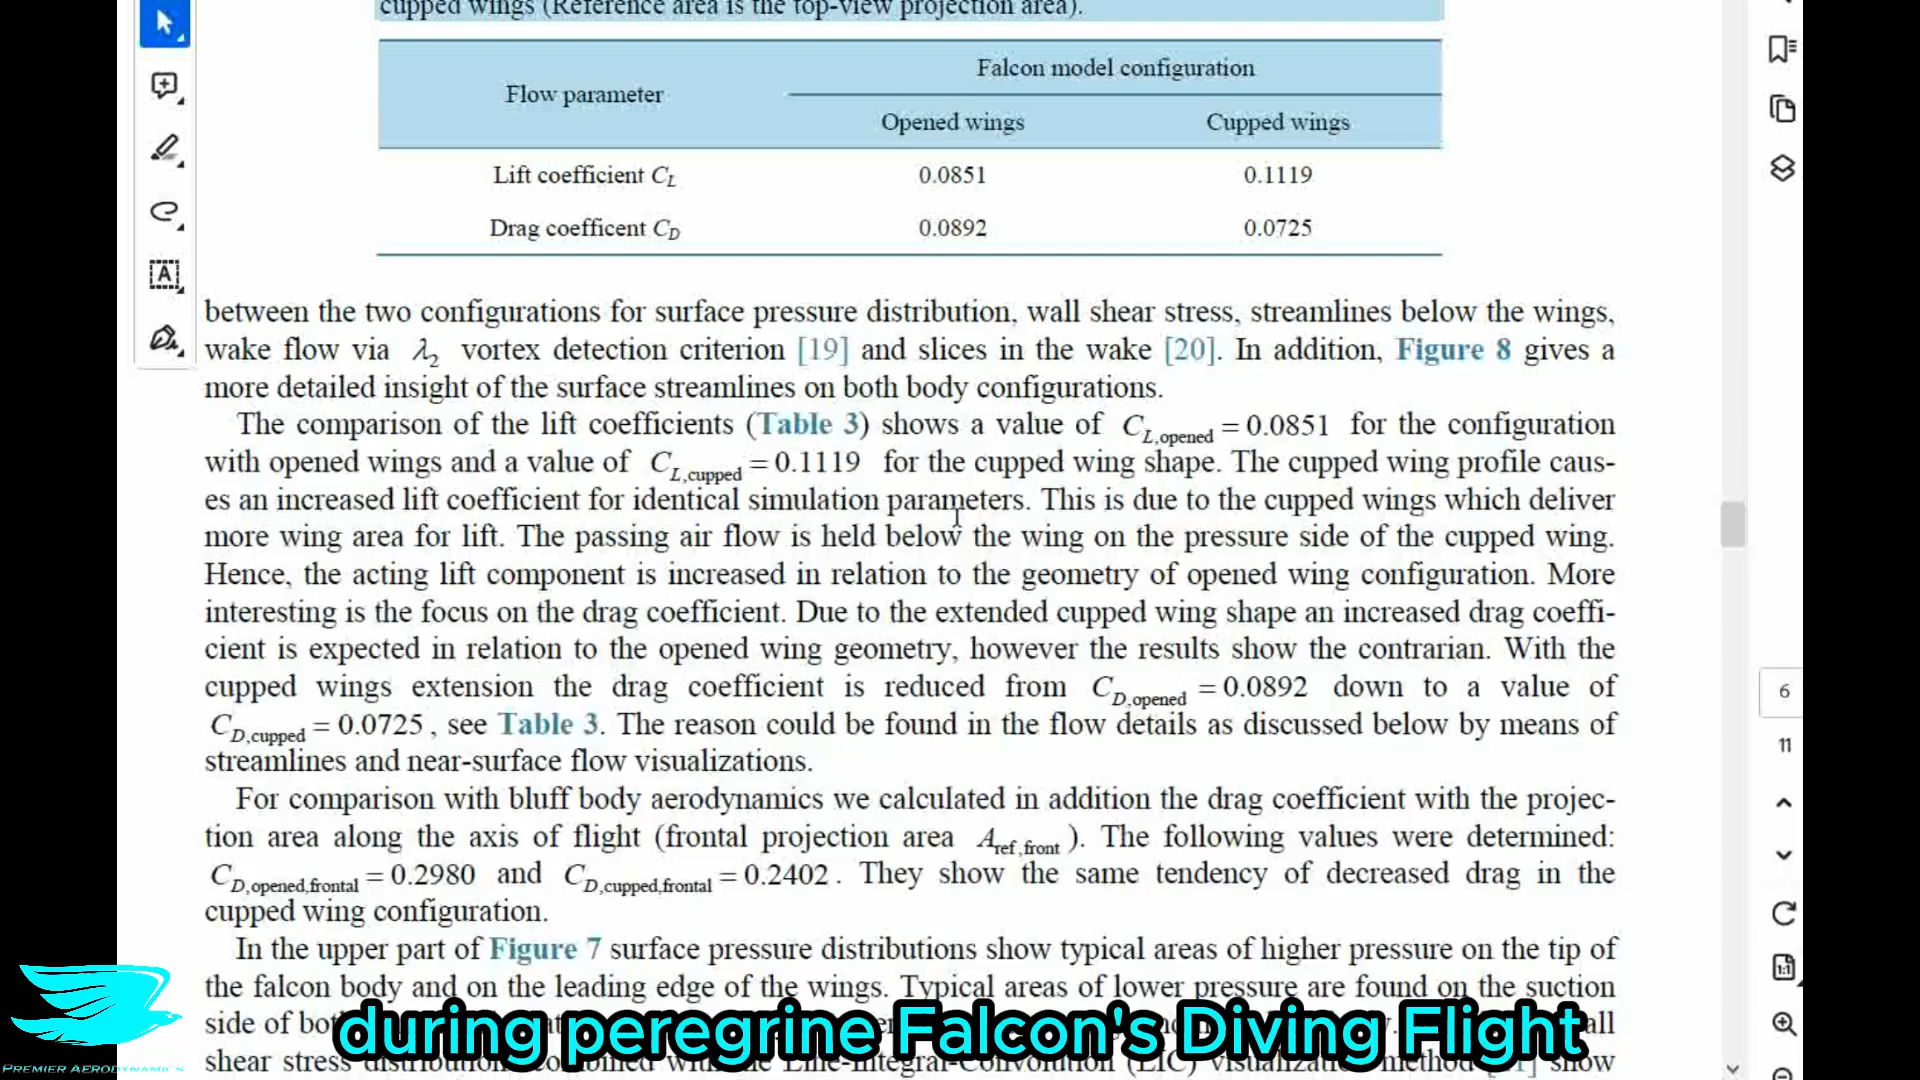 cupped wings (Reference area is the top-view projection area).
Flow parameter
Falcon model configuration
Opened wings
Cupped wings
Lift coefficient C_L
0.0851
0.1119
Drag coefficent C_D
0.0892
0.0725
between the two configurations for surface pressure distribution, wall shear stress, streamlines below the wings,
wake flow via λ₂ vortex detection criterion [19] and slices in the wake [20]. In addition, Figure 8 gives a
more detailed insight of the surface streamlines on both body configurations.
The comparison of the lift coefficients (Table 3) shows a value of C_L,opened = 0.0851 for the configuration
with opened wings and a value of C_L,cupped = 0.1119 for the cupped wing shape. The cupped wing profile caus-
es an increased lift coefficient for identical simulation parameters. This is due to the cupped wings which deliver
more wing area for lift. The passing air flow is held below the wing on the pressure side of the cupped wing.
Hence, the acting lift component is increased in relation to the geometry of opened wing configuration. More
interesting is the focus on the drag coefficient. Due to the extended cupped wing shape an increased drag coeffi-
cient is expected in relation to the opened wing geometry, however the results show the contrarian. With the
cupped wings extension the drag coefficient is reduced from C_D,opened = 0.0892 down to a value of
C_D,cupped = 0.0725, see Table 3. The reason could be found in the flow details as discussed below by means of
streamlines and near-surface flow visualizations.
For comparison with bluff body aerodynamics we calculated in addition the drag coefficient with the projec-
tion area along the axis of flight (frontal projection area A_ref,front). The following values were determined:
C_D,opened,frontal = 0.2980 and C_D,cupped,frontal = 0.2402. They show the same tendency of decreased drag in the
cupped wing configuration.
In the upper part of Figure 7 surface pressure distributions show typical areas of higher pressure on the tip of
the falcon body and on the leading edge of the wings. Typical areas of lower pressure are found on the suction
side of
all
shear stress
show
during peregrine Falcon's Diving Flight
PREMIER AERODYNAMICS
6
11
1:1
A